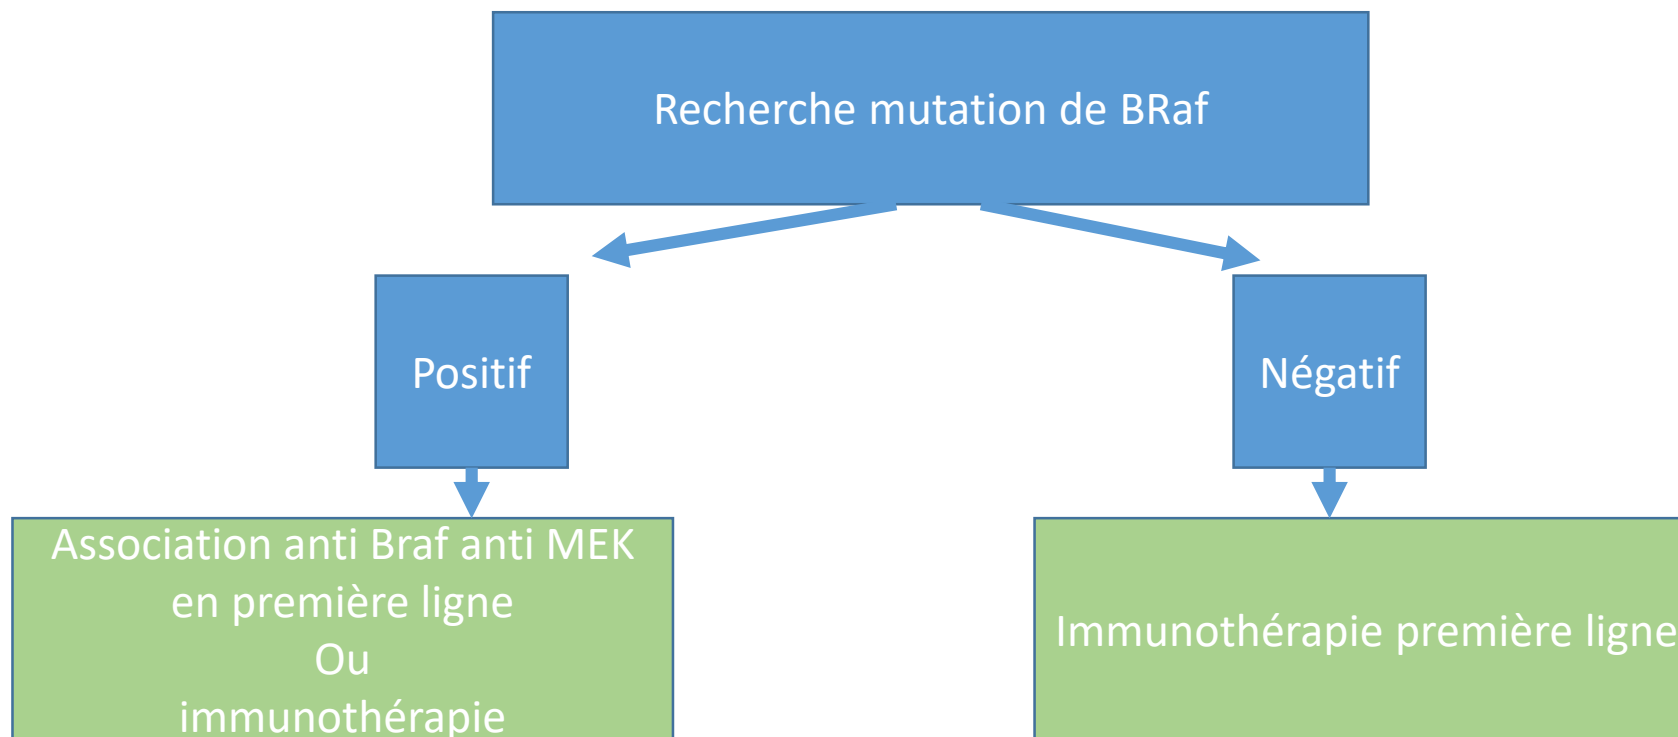 Recherche mutation de BRaf
Positif
Négatif
Association anti Braf anti MEK
en première ligne
Ou
immunothérapie
Immunothérapie première ligne